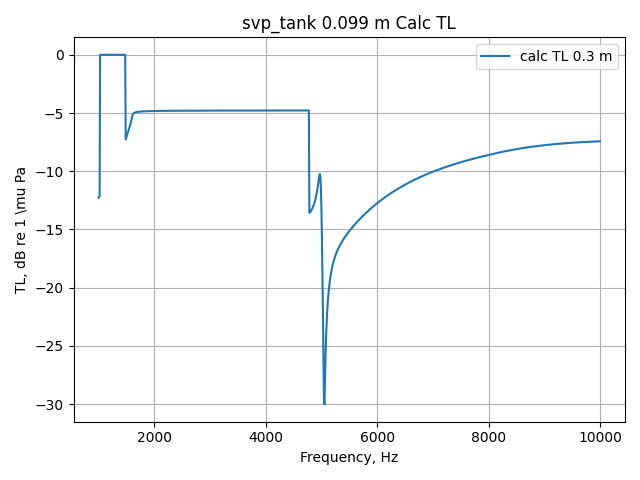 svp_tank 0.099 m Calc TL
calc TL 0.3 m
TL, dB re 1 \mu Pa
0
−5
−10
−15
−20
−25
−30
2000 4000 6000 8000 10000
Frequency, Hz